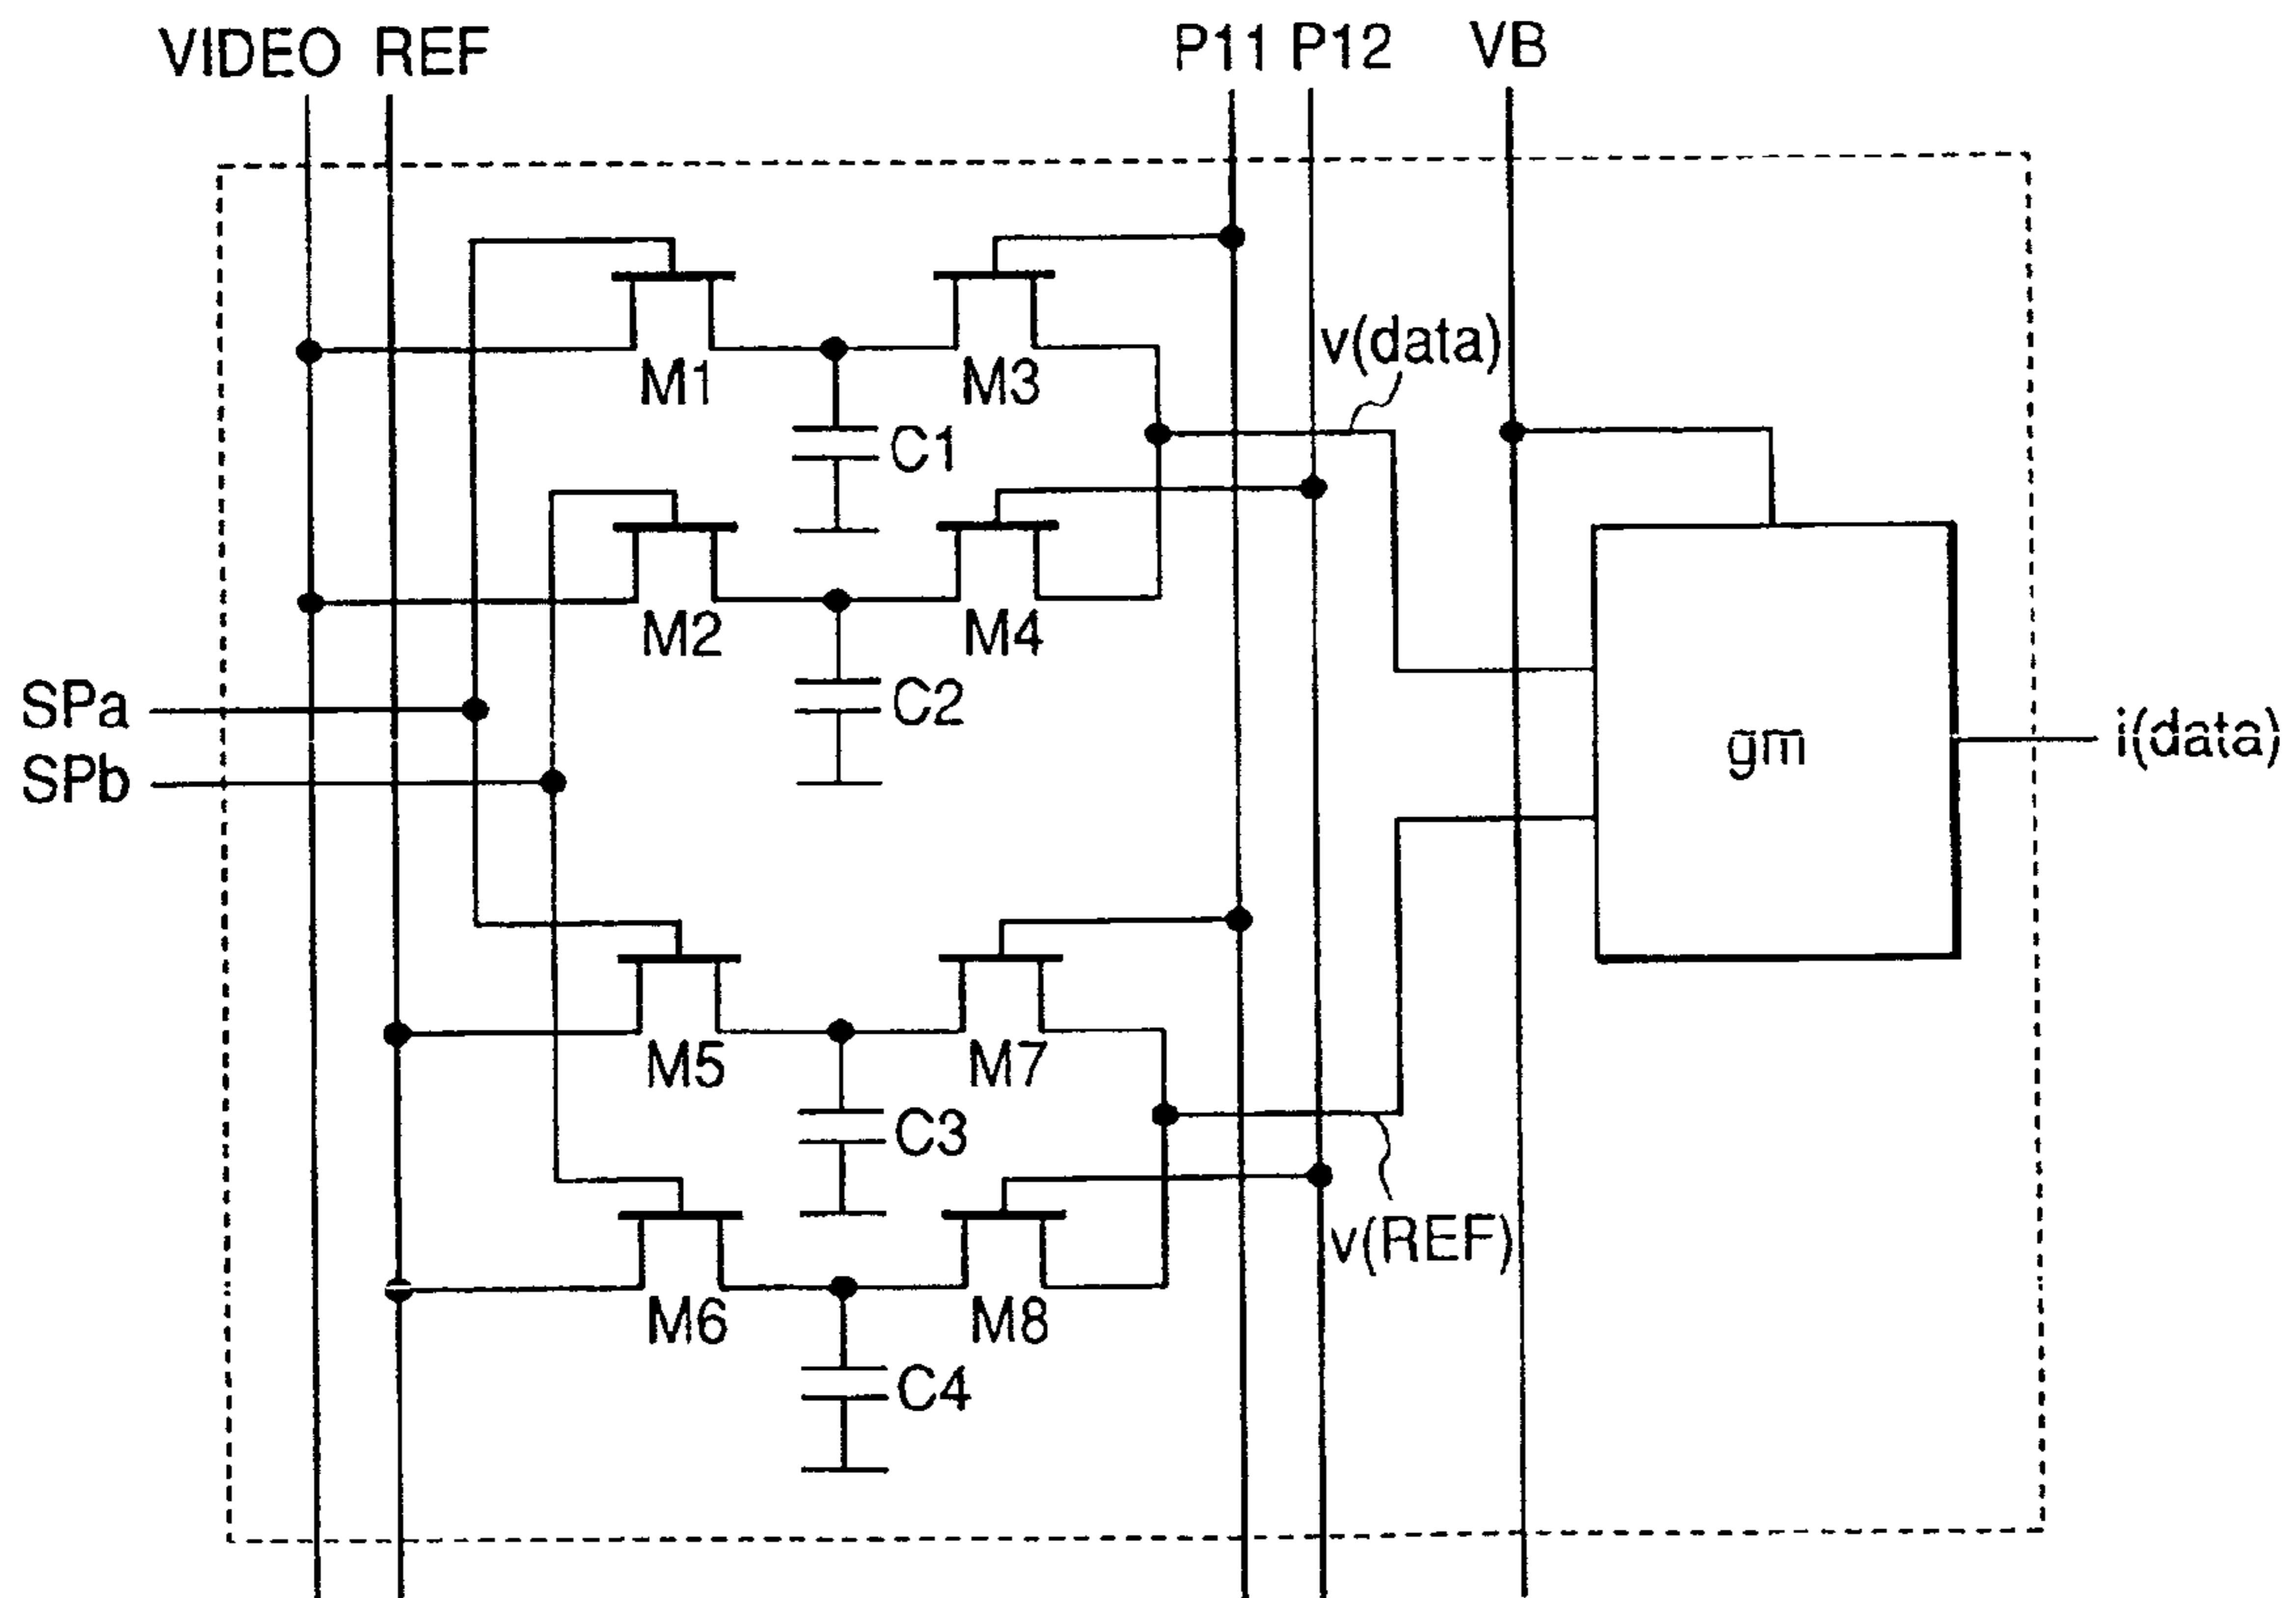 VIDEO REF P11 P12 VB
v(data)
M1 M3
C1
M2 M4
C2
SPa
SPb
gm
i(data)
M5 M7
C3
v(REF)
M6 M8
C4